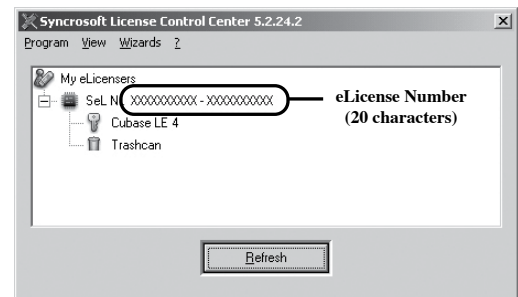 Syncrosoft License Control Center 5.2.24.2
Program View Wizards ?
My eLicensers
SeL N XXXXXXXXXX - XXXXXXXXXX
eLicense Number
(20 characters)
Cubase LE 4
Trashcan
Refresh